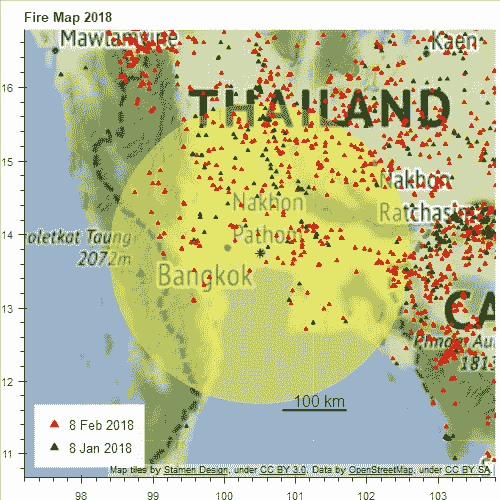 Fire Map 2018
Mawlamyine
Kaen
16
THAILAND
15
Nakhon
Ratchasima
Nakhon
Pathom
14
oletkat Taung
2072m
Bangkok
13
CA
Phnom Au
181
12
100 km
8 Feb 2018
8 Jan 2018
11
Map tiles by Stamen Design, under CC BY 3.0. Data by OpenStreetMap, under CC BY SA
98 99 100 101 102 103